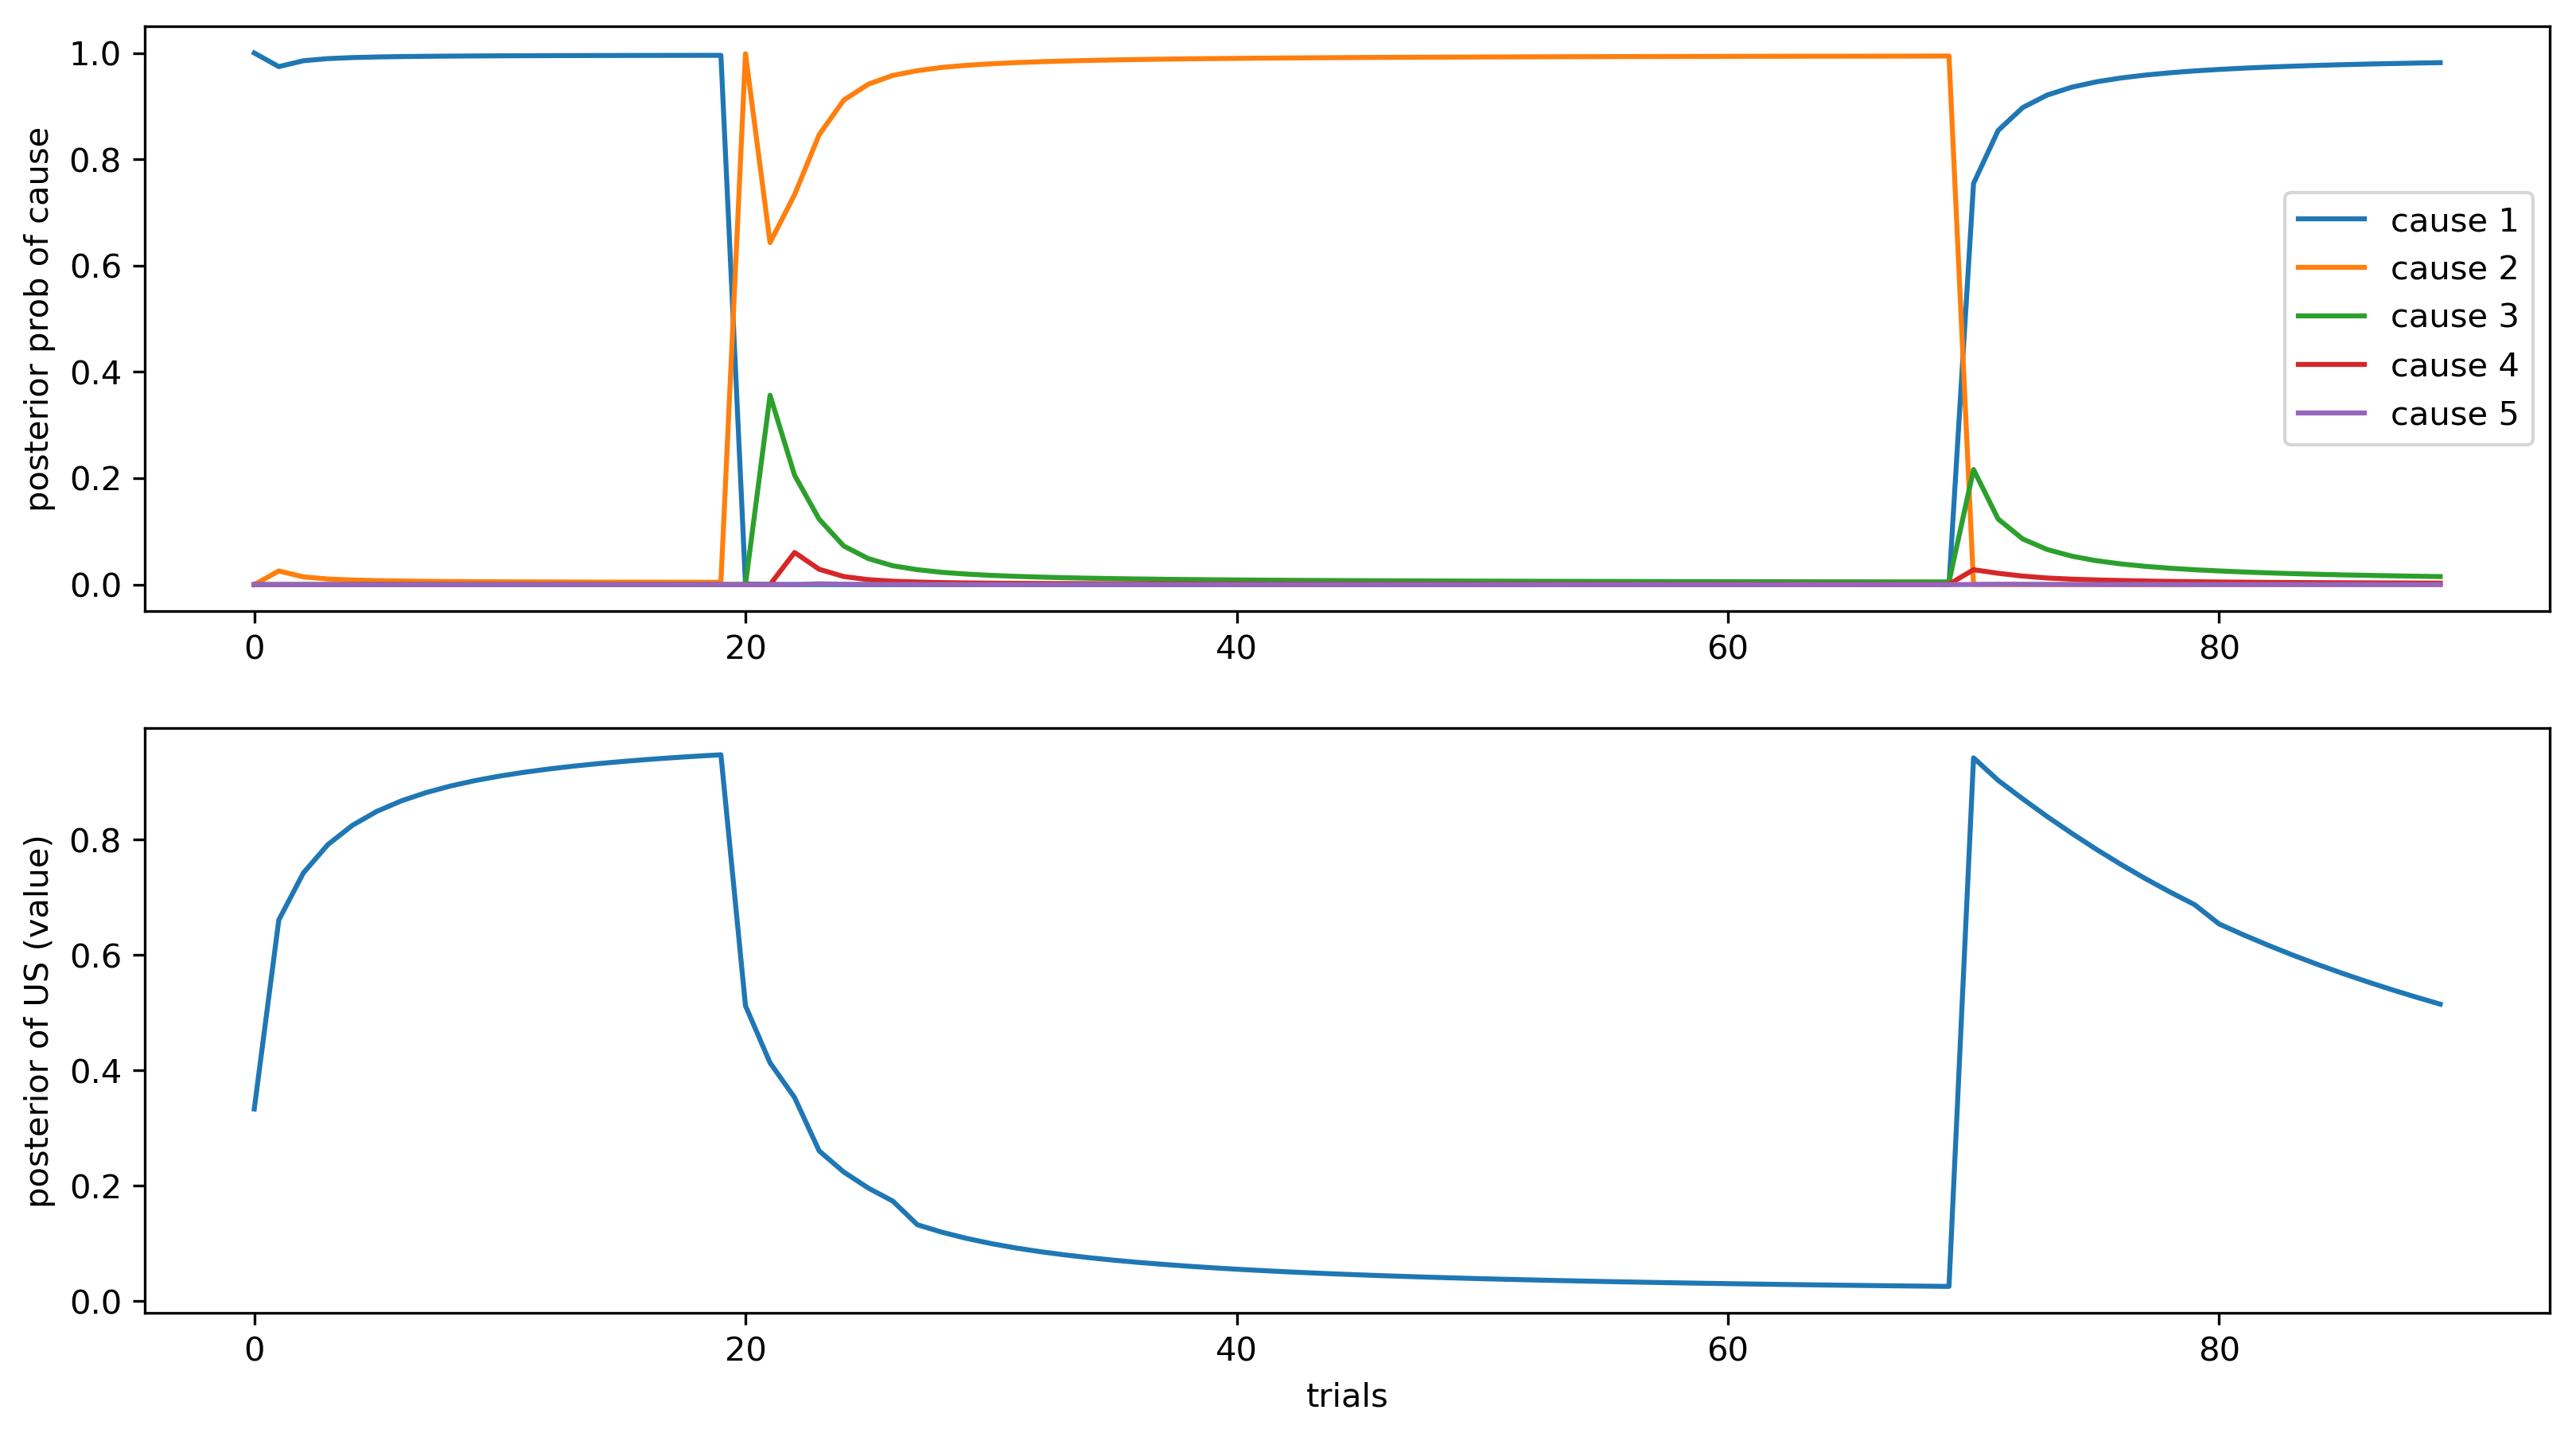 posterior prob of cause
1.0
0.8
0.6
0.4
0.2
0.0
cause 1
cause 2
cause 3
cause 4
cause 5
0 20 40 60 80
posterior of US (value)
0.8
0.6
0.4
0.2
0.0
0 20 40 60 80
trials